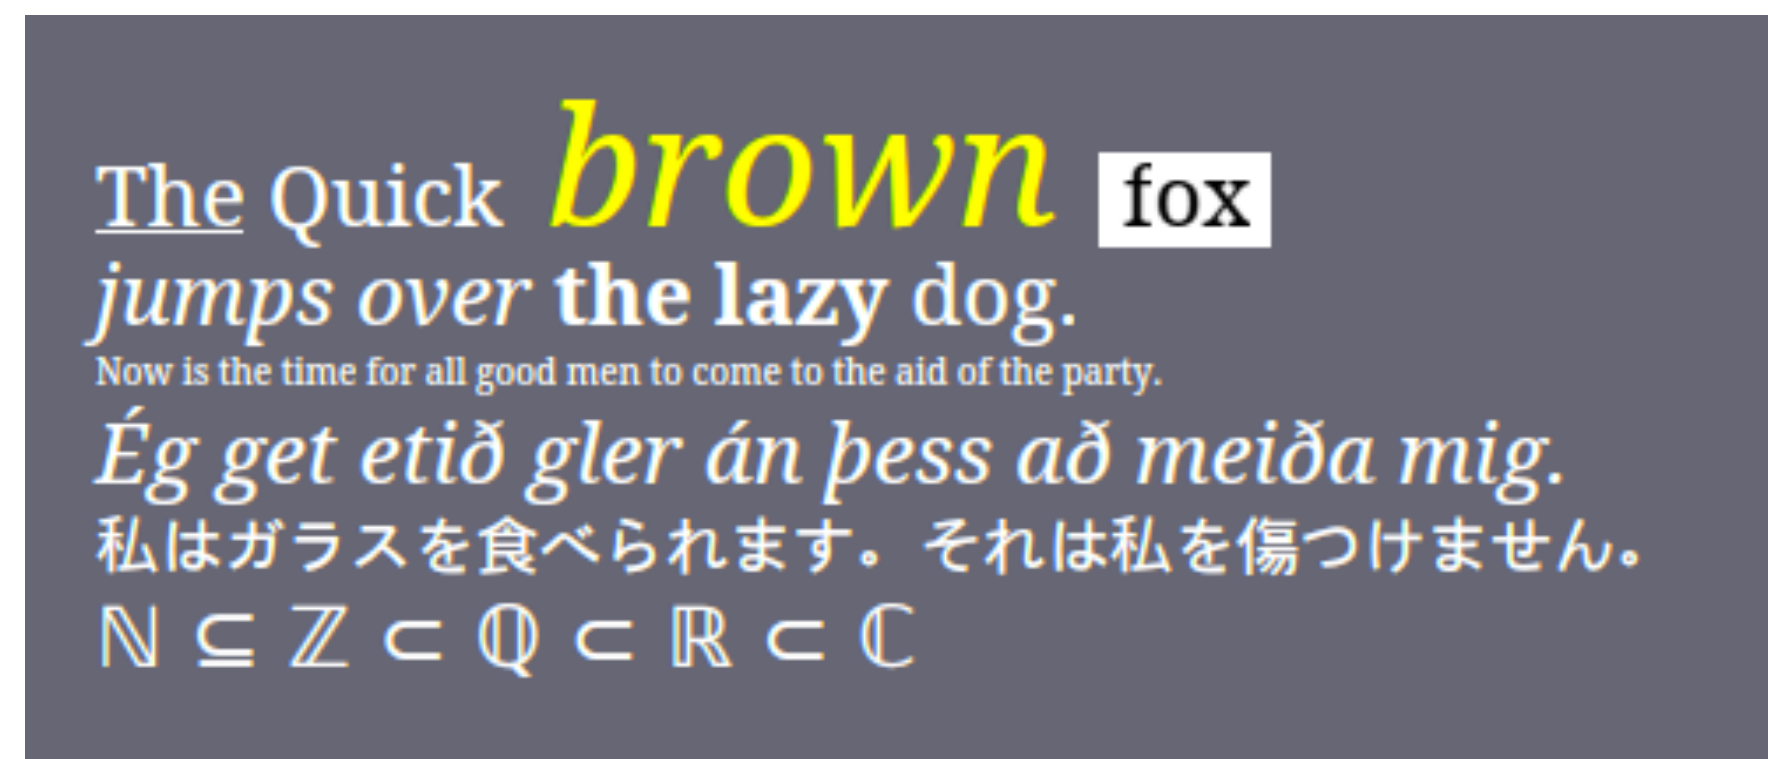 The Quick brown fox
jumps over the lazy dog.
Now is the time for all good men to come to the aid of the party.
Ég get etið gler án þess að meiða mig.
私はガラスを食べられます。それは私を傷つけません。
ℕ ⊆ ℤ ⊂ ℚ ⊂ ℝ ⊂ ℂ